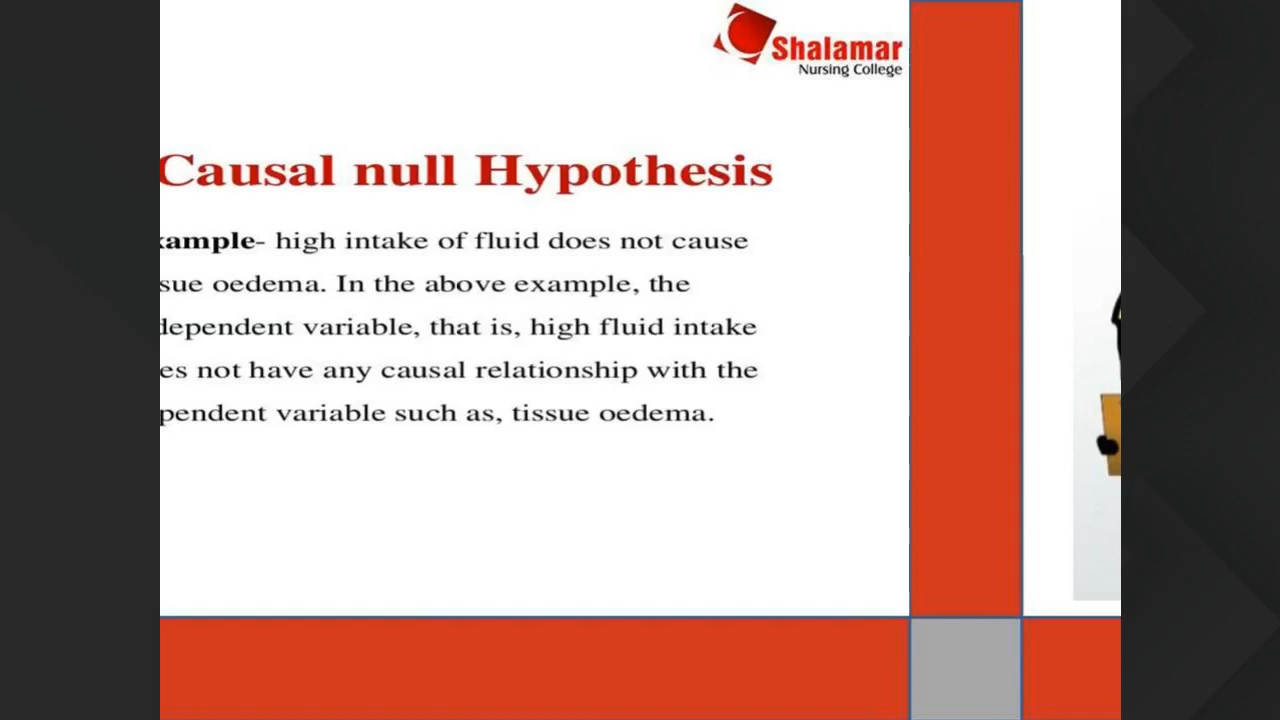 Shalamar
Nursing College
Causal null Hypothesis
xample- high intake of fluid does not cause
sue oedema. In the above example, the
dependent variable, that is, high fluid intake
es not have any causal relationship with the
pendent variable such as, tissue oedema.